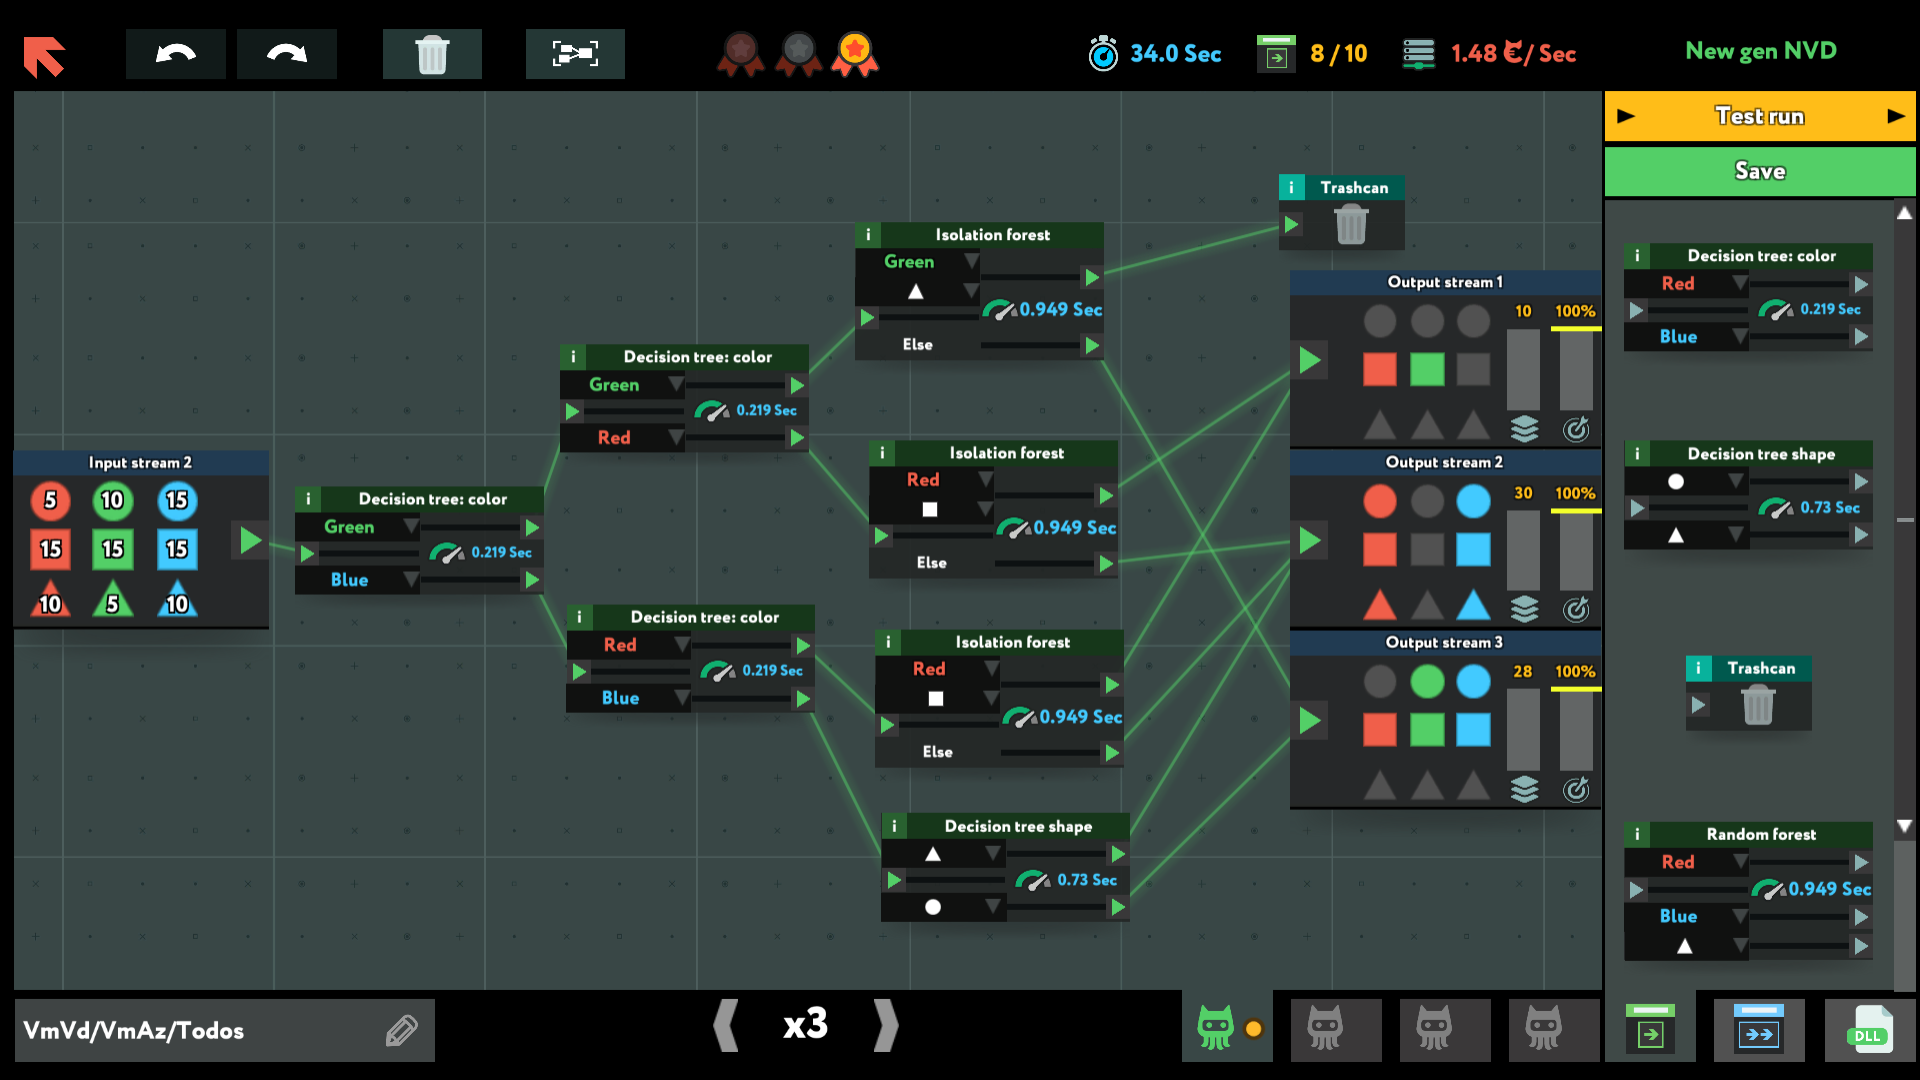 34.0 Sec
8 / 10
1.48 €/ Sec
New gen NVD
Test run
Save
i Trashcan
i Isolation forest
Green
0.949 Sec
Else
Output stream 1
10 100%
i Decision tree: color
Green
0.219 Sec
Red
i Isolation forest
Red
0.949 Sec
Else
Output stream 2
30 100%
Input stream 2
5 10 15
15 15 15
10 5 10
i Decision tree: color
Green
0.219 Sec
Blue
i Decision tree: color
Red
0.219 Sec
Blue
i Isolation forest
Red
0.949 Sec
Else
Output stream 3
28 100%
i Decision tree shape
0.73 Sec
i Decision tree: color
Red
0.219 Sec
Blue
i Decision tree shape
0.73 Sec
i Trashcan
i Random forest
Red
0.949 Sec
Blue
VmVd/VmAz/Todos
x3
DLL